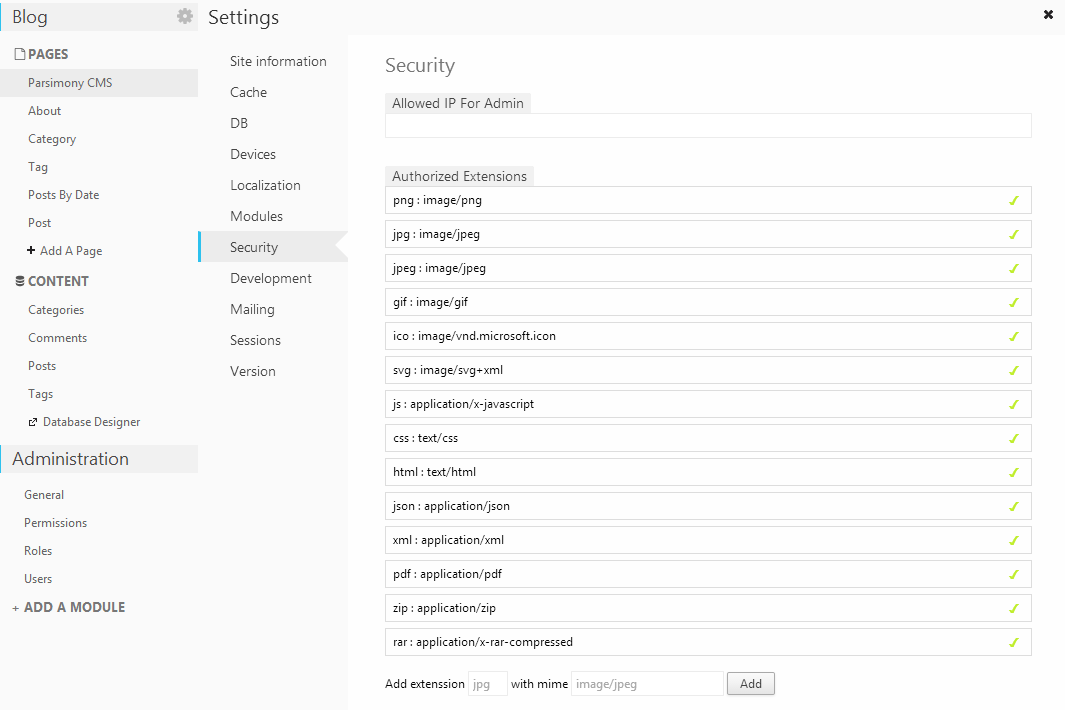 Blog
PAGES
Parsimony CMS
About
Category
Tag
Posts By Date
Post
+ Add A Page
CONTENT
Categories
Comments
Posts
Tags
Database Designer
Administration
General
Permissions
Roles
Users
+ ADD A MODULE
Settings
Site information
Cache
DB
Devices
Localization
Modules
Security
Development
Mailing
Sessions
Version
Security
Allowed IP For Admin
Authorized Extensions
png : image/png
jpg : image/jpeg
jpeg : image/jpeg
gif : image/gif
ico : image/vnd.microsoft.icon
svg : image/svg+xml
js : application/x-javascript
css : text/css
html : text/html
json : application/json
xml : application/xml
pdf : application/pdf
zip : application/zip
rar : application/x-rar-compressed
Add extenssion jpg with mime image/jpeg Add